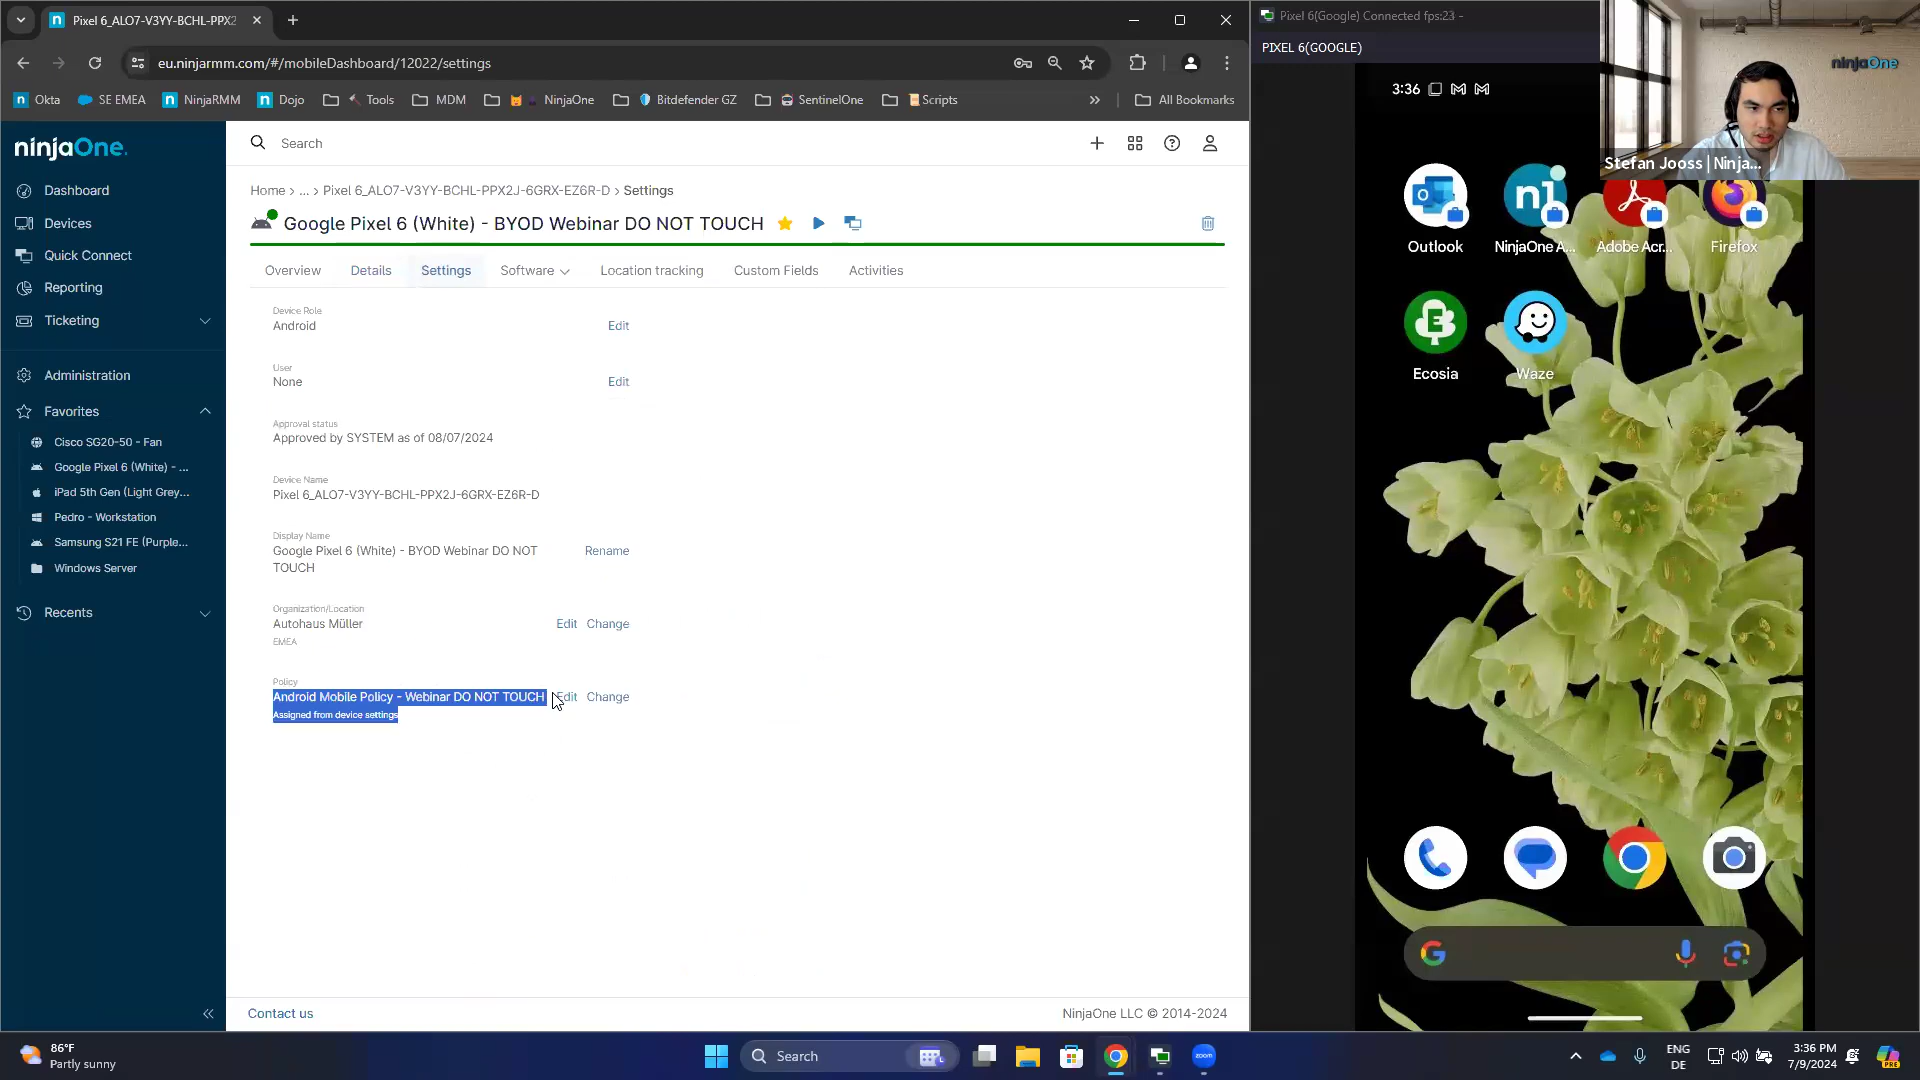 Pixel 6_ALO7-V3YY-BCHL-PPX2
eu.ninjarmm.com/#/mobileDashboard/12022/settings
Okta
SE EMEA
NinjaRMM
Dojo
Tools
MDM
NinjaOne
Bitdefender GZ
SentinelOne
Scripts
»
All Bookmarks
ninjaOne.
Dashboard
Devices
Quick Connect
Reporting
Ticketing
Administration
Favorites
Cisco SG20-50 - Fan
Google Pixel 6 (White) - ...
iPad 5th Gen (Light Grey...
Pedro - Workstation
Samsung S21 FE (Purple...
Windows Server
Recents
Search
Home > ... > Pixel 6_ALO7-V3YY-BCHL-PPX2J-6GRX-EZ6R-D > Settings
Google Pixel 6 (White) - BYOD Webinar DO NOT TOUCH
Overview
Details
Settings
Software
Location tracking
Custom Fields
Activities
Device Role
Android
Edit
User
None
Edit
Approval status
Approved by SYSTEM as of 08/07/2024
Device Name
Pixel 6_ALO7-V3YY-BCHL-PPX2J-6GRX-EZ6R-D
Display Name
Google Pixel 6 (White) - BYOD Webinar DO NOT
TOUCH
Rename
Organization/Location
Autohaus Müller
Edit Change
EMEA
Policy
Android Mobile Policy - Webinar DO NOT TOUCH
Edit Change
Assigned from device settings
Contact us
NinjaOne LLC © 2014-2024
Pixel 6(Google) Connected fps:23 -
PIXEL 6(GOOGLE)
ninjaOne
Stefan Jooss | Ninja...
3:36
Outlook
n1
NinjaOne A...
Adobe Acr...
Firefox
Ecosia
Waze
86°F
Partly sunny
Search
zoom
ENG
DE
3:36 PM
7/9/2024
PRE